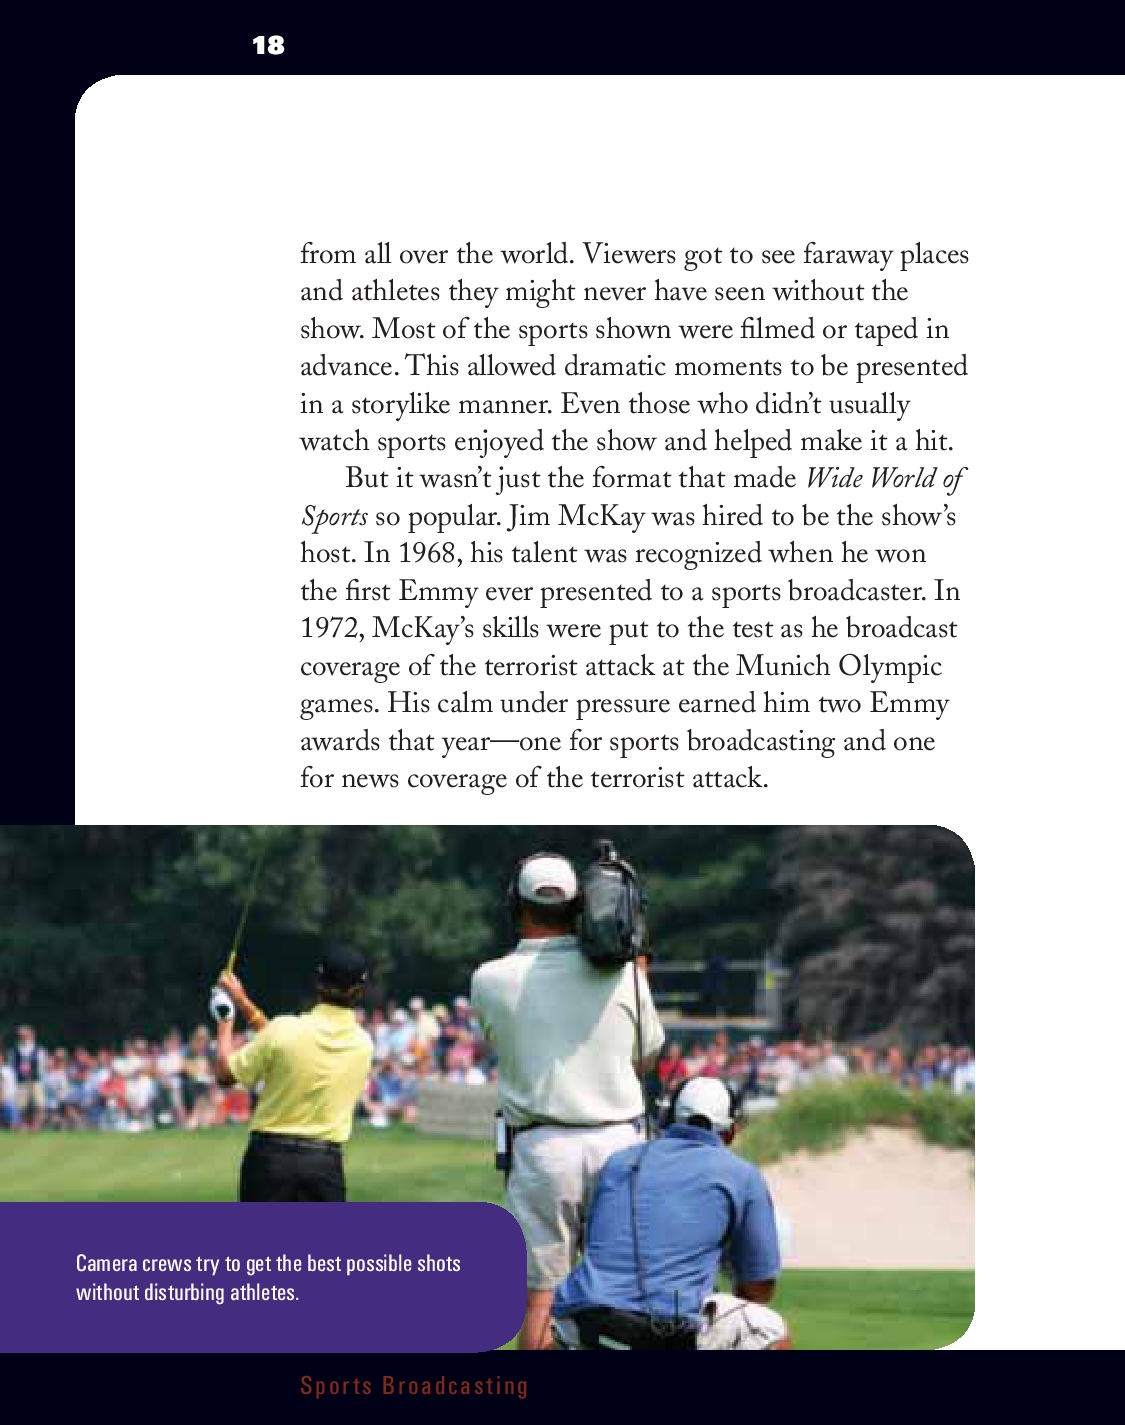 18
from all over the world. Viewers got to see faraway places
and athletes they might never have seen without the
show. Most of the sports shown were filmed or taped in
advance. This allowed dramatic moments to be presented
in a storylike manner. Even those who didn’t usually
watch sports enjoyed the show and helped make it a hit.
But it wasn’t just the format that made Wide World of
Sports so popular. Jim McKay was hired to be the show’s
host. In 1968, his talent was recognized when he won
the first Emmy ever presented to a sports broadcaster. In
1972, McKay’s skills were put to the test as he broadcast
coverage of the terrorist attack at the Munich Olympic
games. His calm under pressure earned him two Emmy
awards that year—one for sports broadcasting and one
for news coverage of the terrorist attack.
Camera crews try to get the best possible shots
without disturbing athletes.
Sports Broadcasting